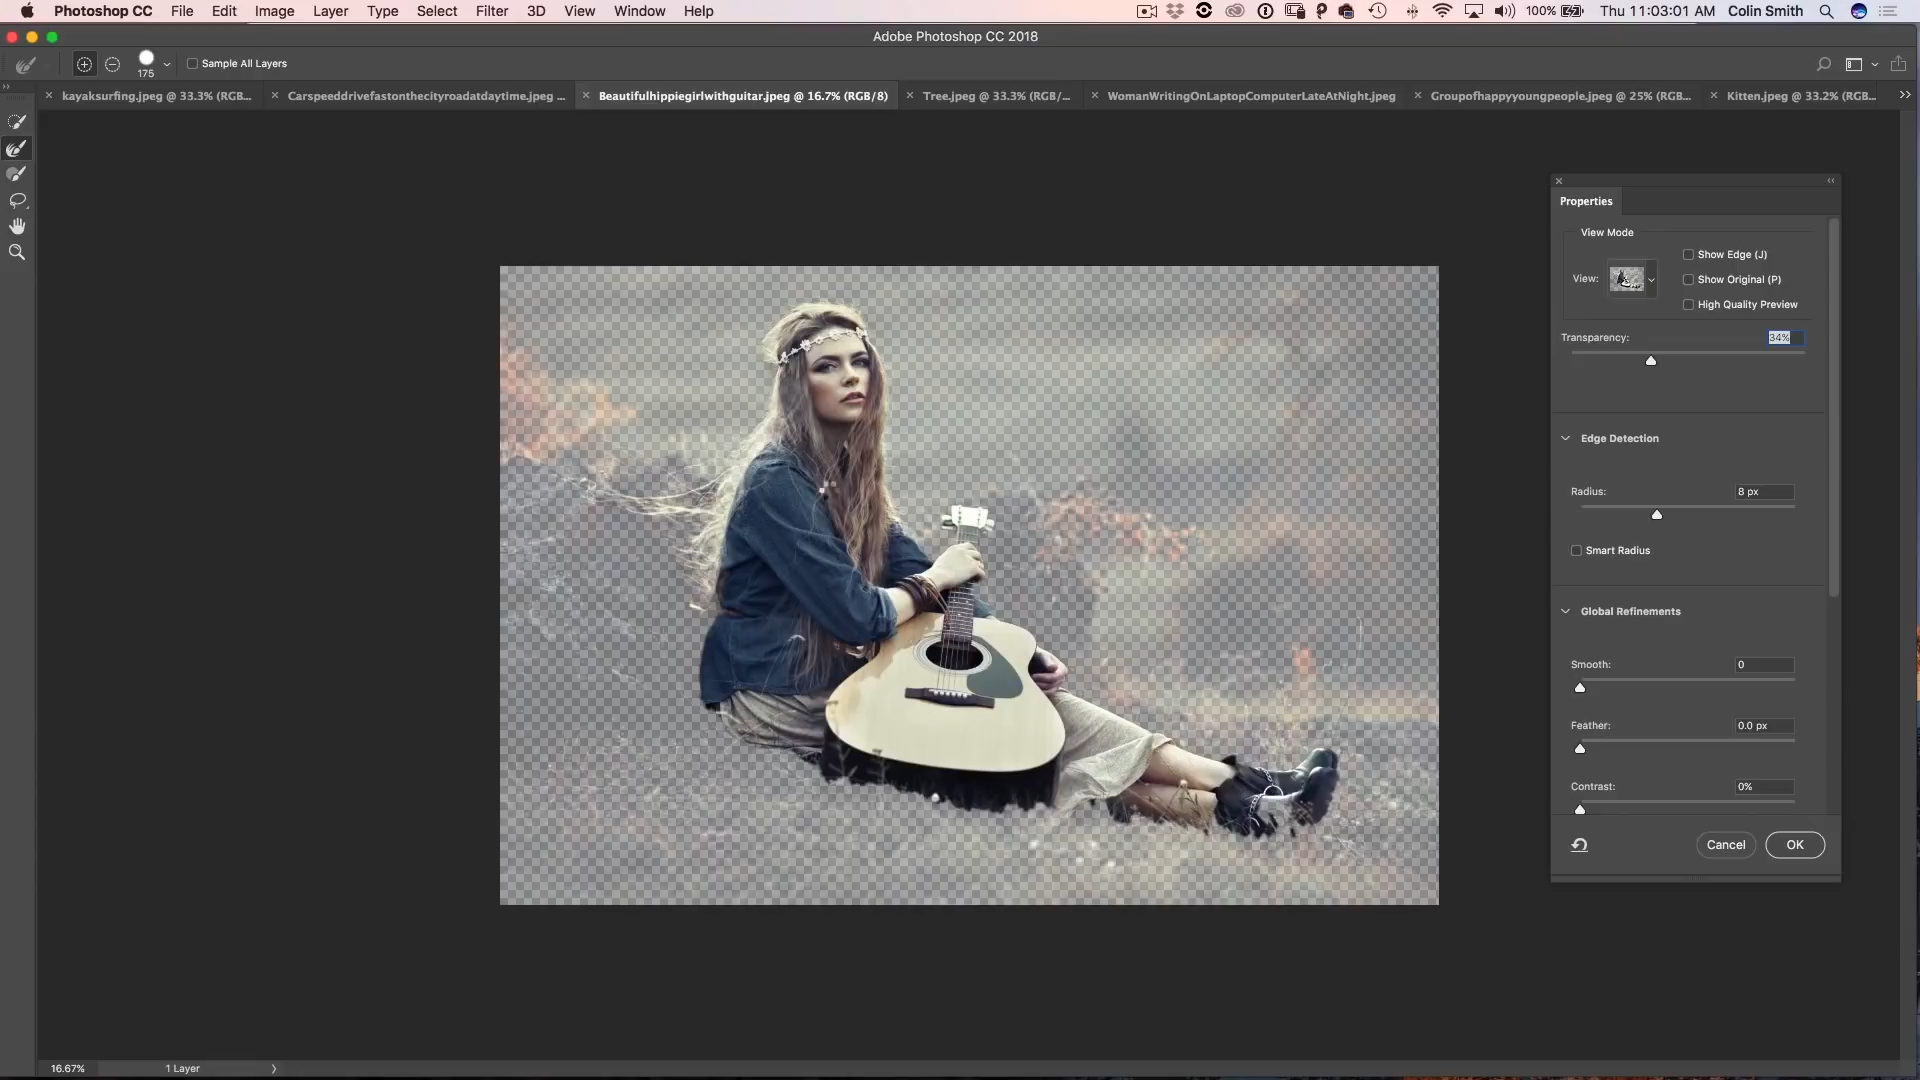 Photoshop CC File Edit Image Layer Type Select Filter 3D View Window Help 100% Thu 11:03:01 AM Colin Smith
Adobe Photoshop CC 2018
175 Sample All Layers
kayaksurfing.jpeg @ 33.3% (RGB... Carspeeddrivefastonthecityroadatdaytime.jpeg ... Beautifulhippiegirlwithguitar.jpeg @ 16.7% (RGB/8) Tree.jpeg @ 33.3% (RGB/... WomanWritingOnLaptopComputerLateAtNight.jpeg Groupofhappyyoungpeople.jpeg @ 25% (RGB... Kitten.jpeg @ 33.2% (RGB...
Properties
View Mode
Show Edge (J)
View: Show Original (P)
High Quality Preview
Transparency: 34%
Edge Detection
Radius: 8 px
Smart Radius
Global Refinements
Smooth: 0
Feather: 0.0 px
Contrast: 0%
Cancel OK
16.67% 1 Layer